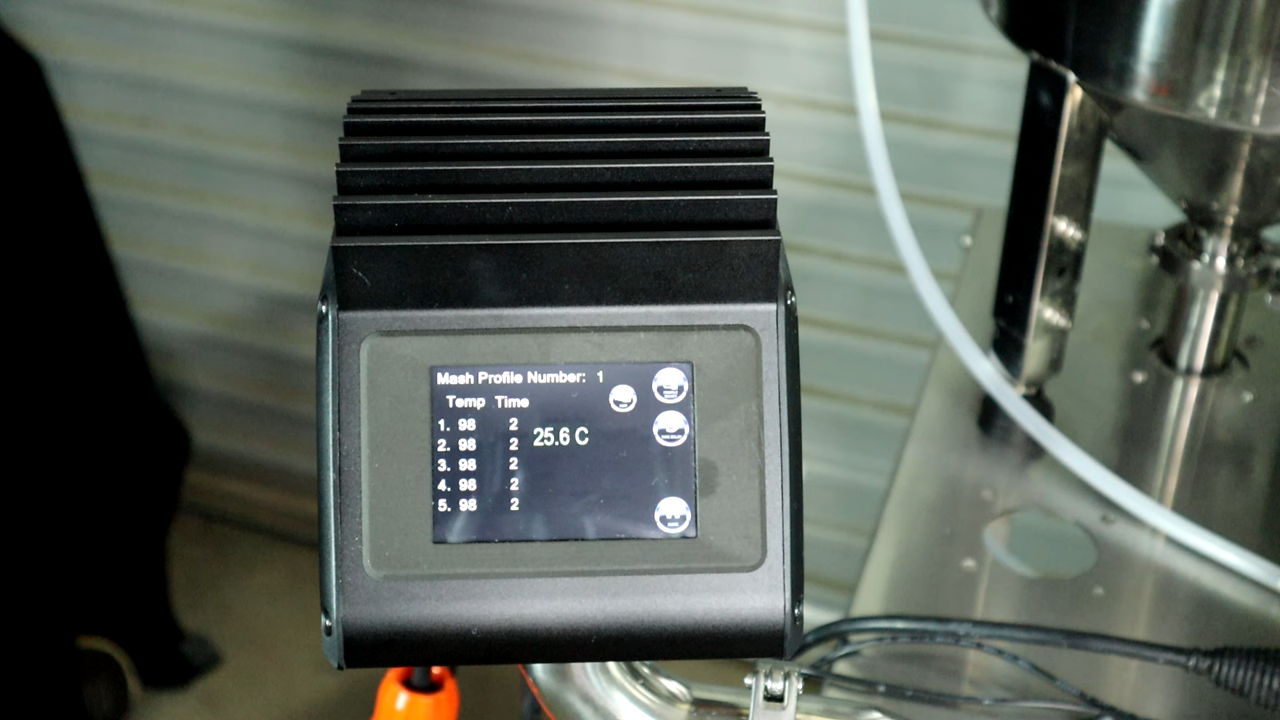 Mash Profile Number: 1
Temp Time
1. 98 2
2. 98 2
3. 98 2
4. 98 2
5. 98 2
25.6 C